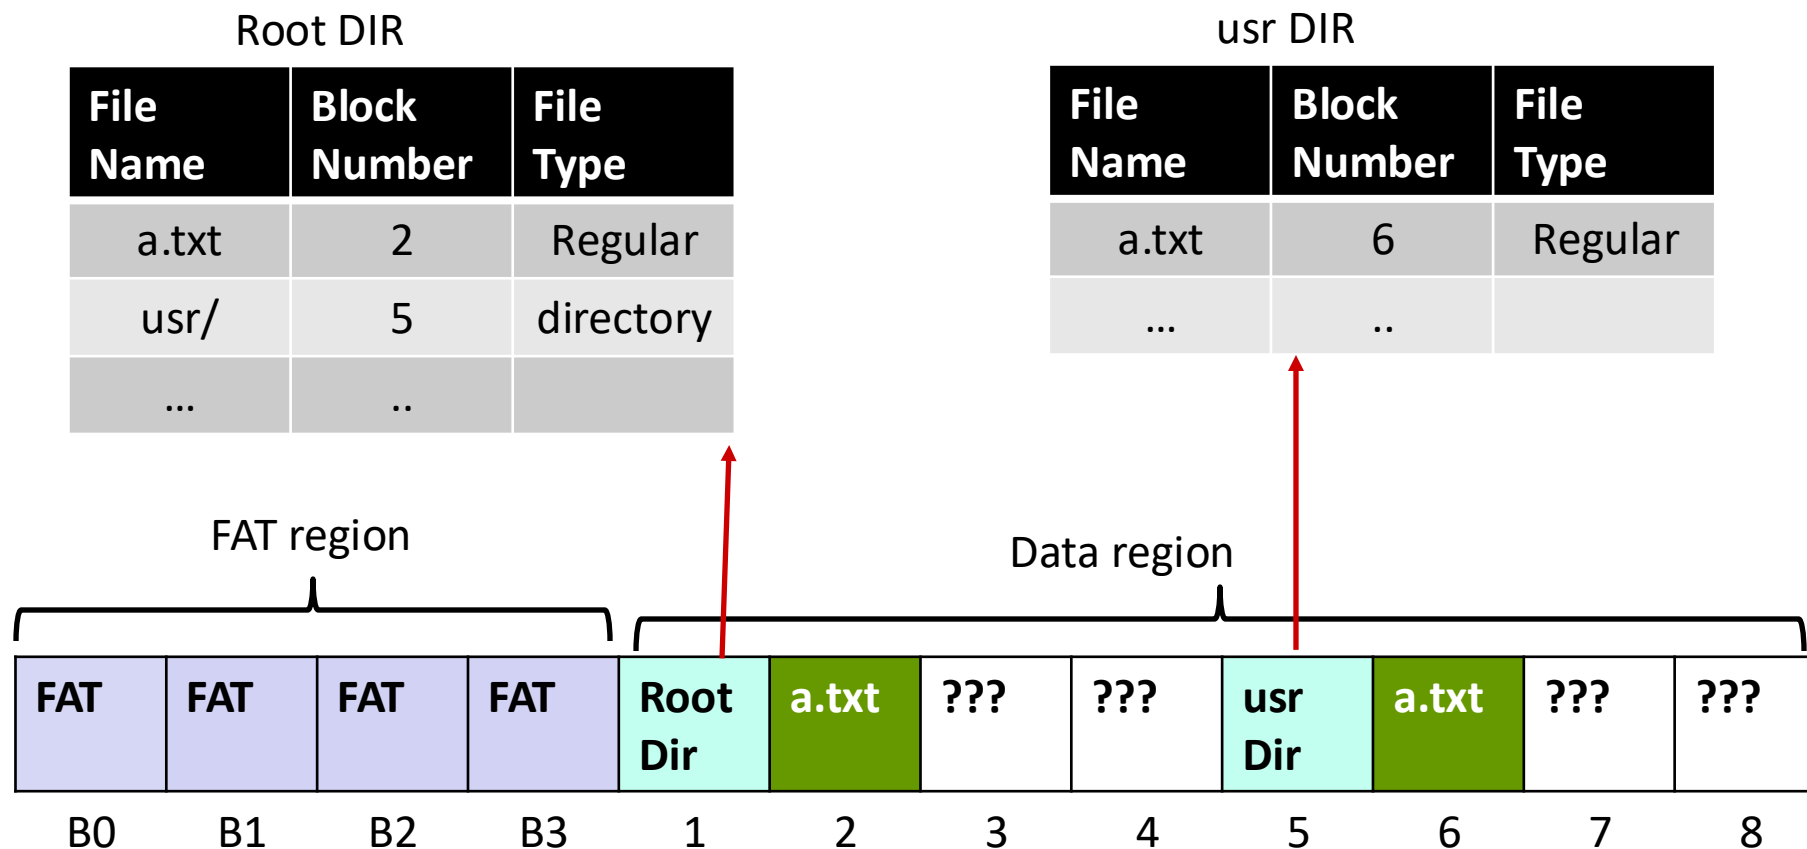 Root DIR
File Name Block Number File Type
a.txt 2 Regular
usr/ 5 directory
... ..
usr DIR
File Name Block Number File Type
a.txt 6 Regular
... ..
FAT region
Data region
FAT FAT FAT FAT Root Dir a.txt ??? ??? usr Dir a.txt ??? ???
B0 B1 B2 B3 1 2 3 4 5 6 7 8